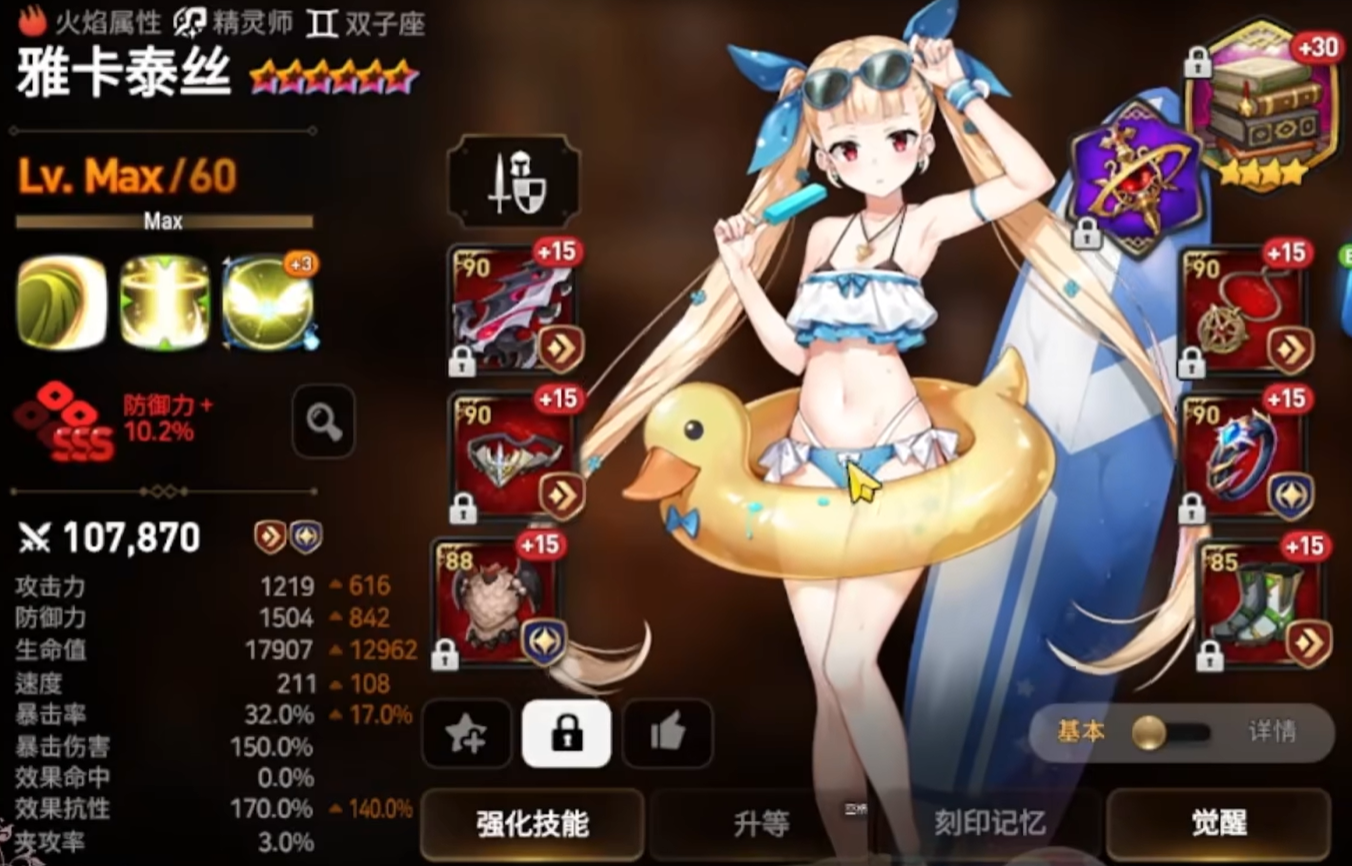 火焰属性 精灵师 双子座
雅卡泰丝
Lv. Max/60
Max
+3
SSS
防御力 +
10.2%
107,870
攻击力 1219 616
防御力 1504 842
生命值 17907 12962
速度 211 108
暴击率 32.0% 17.0%
暴击伤害 150.0%
效果命中 0.0%
效果抗性 170.0% 140.0%
夹攻率 3.0%
90 +15
90 +15
88 +15
+30
90 +15
90 +15
85 +15
基本 详情
强化技能 升等 刻印记忆 觉醒